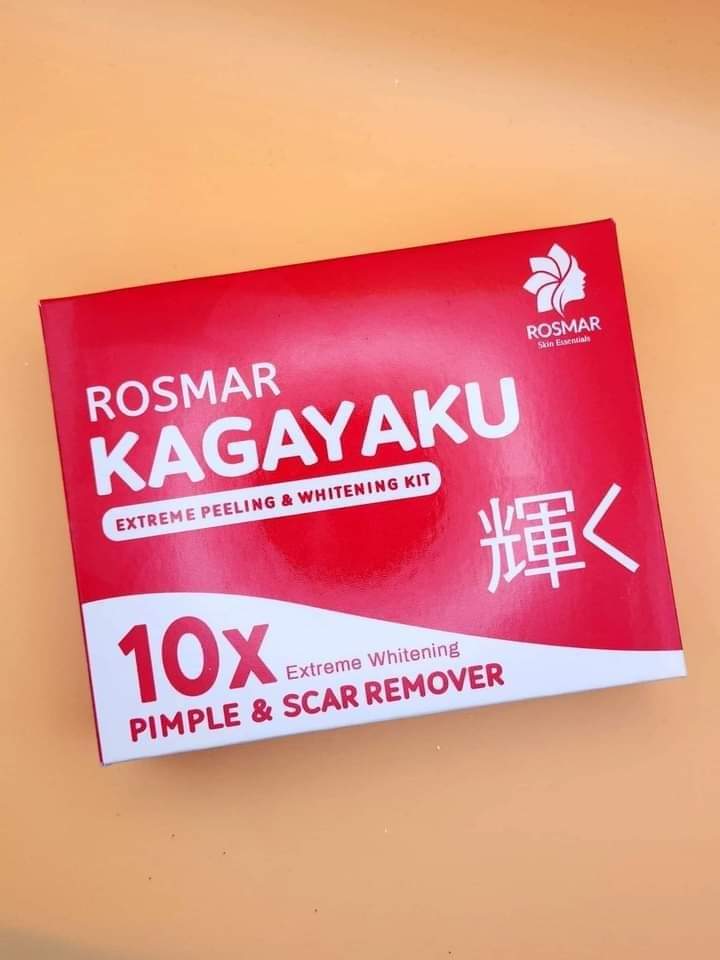 ROSMAR
Skin Essentials
ROSMAR
KAGAYAKU
EXTREME PEELING & WHITENING KIT
輝く
10x Extreme Whitening
PIMPLE & SCAR REMOVER